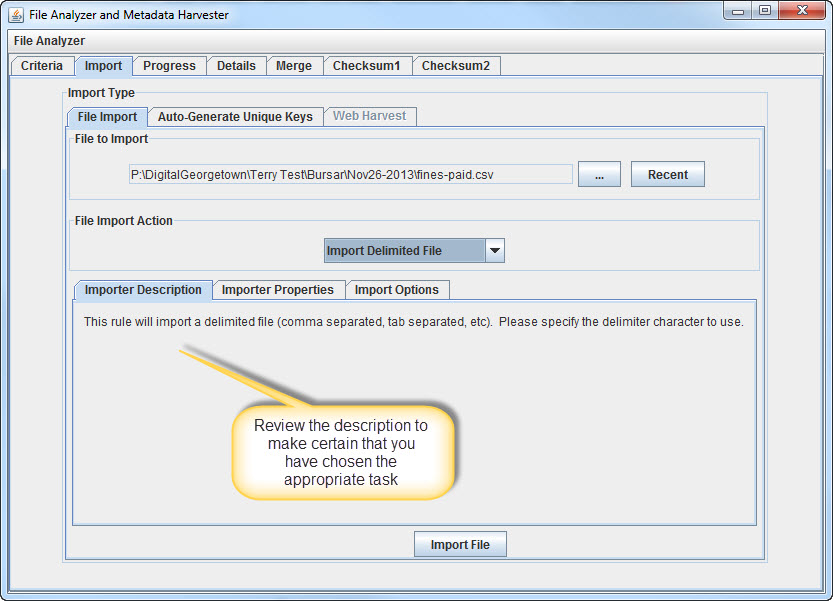 File Analyzer and Metadata Harvester
File Analyzer
Criteria Import Progress Details Merge Checksum1 Checksum2
Import Type
File Import Auto-Generate Unique Keys Web Harvest
File to Import
P:\DigitalGeorgetown\Terry Test\Bursar\Nov26-2013\fines-paid.csv ... Recent
File Import Action
Import Delimited File
Importer Description Importer Properties Import Options
This rule will import a delimited file (comma separated, tab separated, etc).  Please specify the delimiter character to use.
Review the description to
make certain that you
have chosen the
appropriate task
Import File